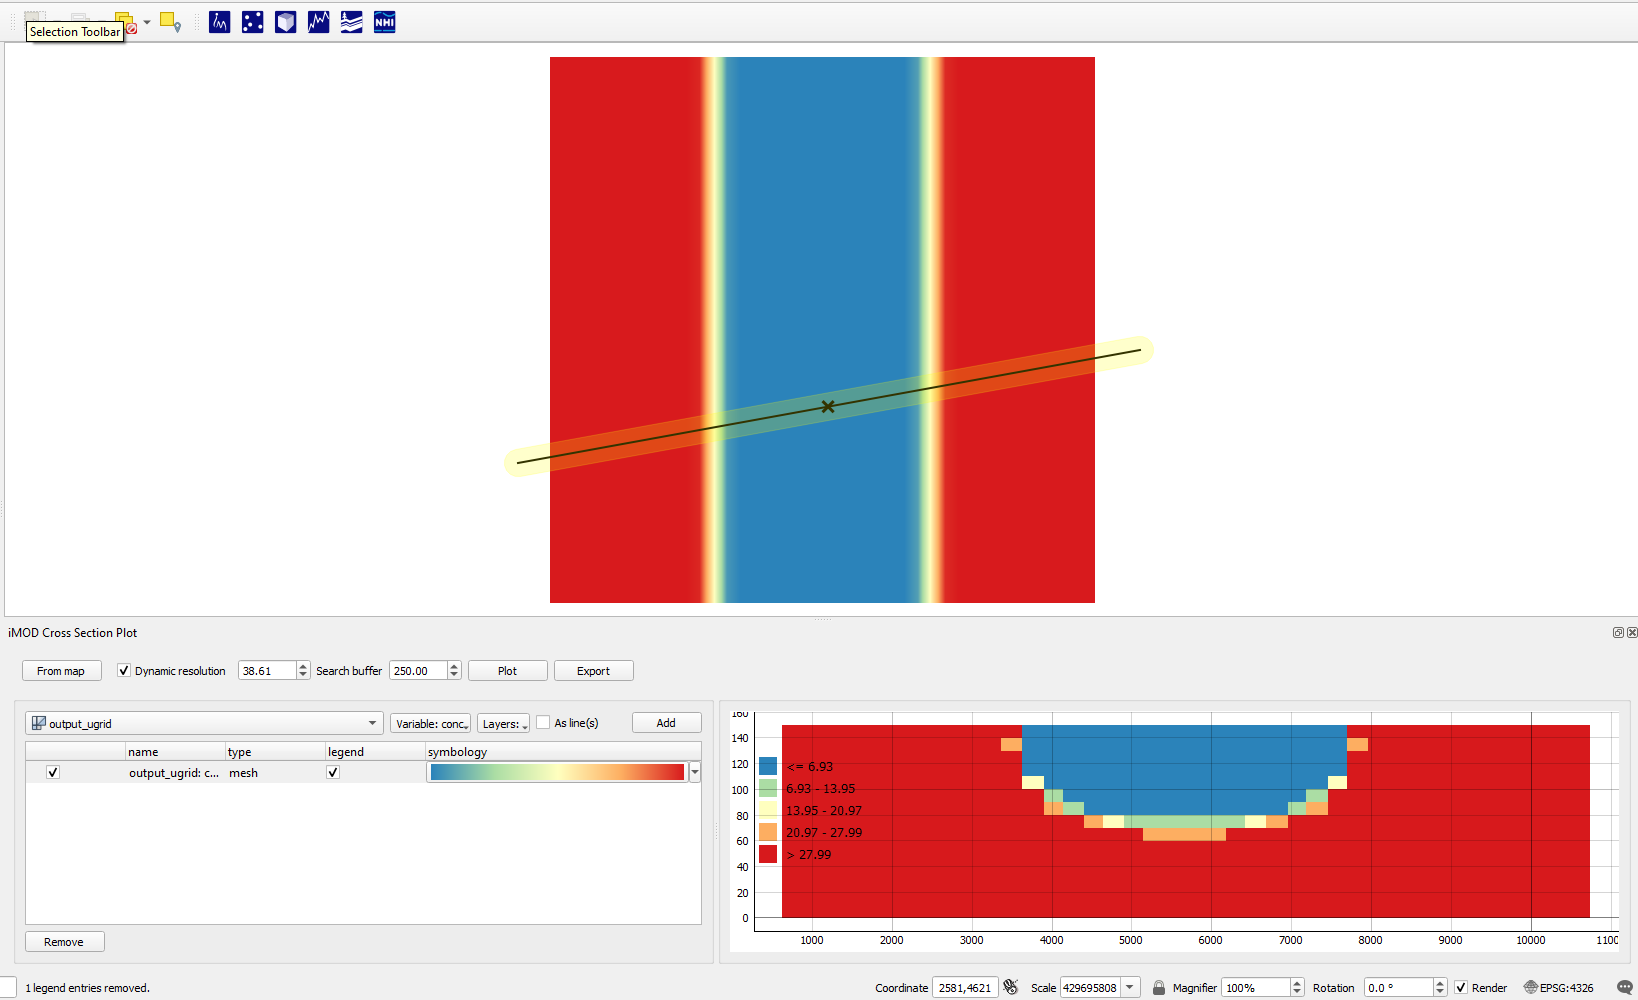 Selection Toolbar
NHI
iMOD Cross Section Plot
From map
Dynamic resolution
38.61
Search buffer
250.00
Plot
Export
output_ugrid
Variable: conc
Layers:
As line(s)
Add
name type legend symbology
output_ugrid: c... mesh
Remove
160
140
120
100
80
60
40
20
0
<= 6.93
6.93 - 13.95
13.95 - 20.97
20.97 - 27.99
> 27.99
1000 2000 3000 4000 5000 6000 7000 8000 9000 10000 1100
1 legend entries removed.
Coordinate 2581,4621 Scale 429695808 Magnifier 100% Rotation 0.0 ° Render EPSG:4326